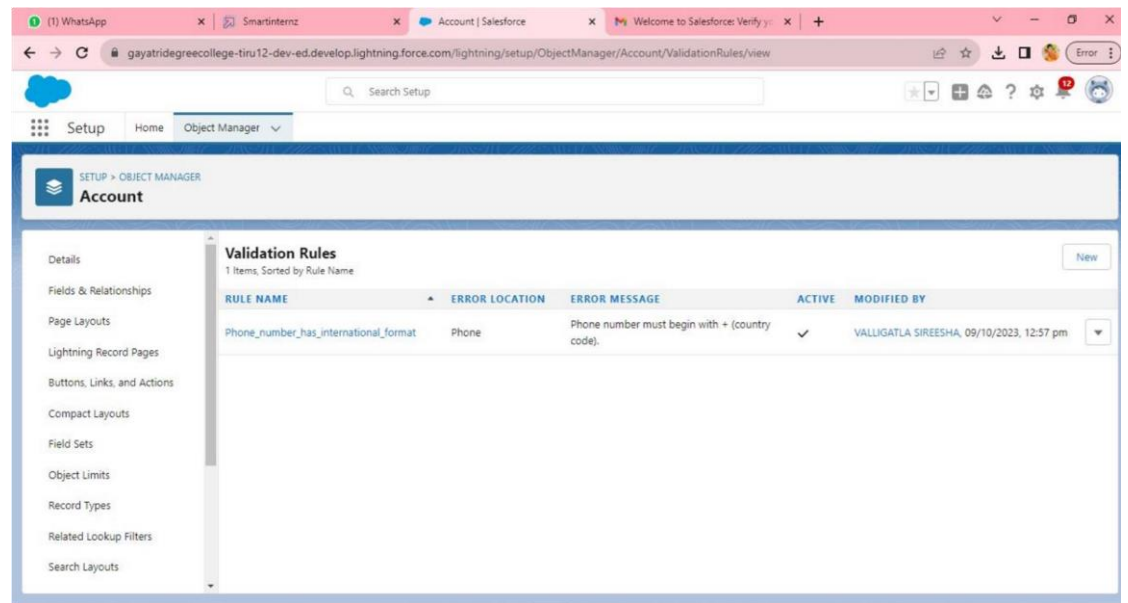 (1) WhatsApp
Smartinternz
Account | Salesforce
Welcome to Salesforce: Verify yo
gayatridegreecollege-tiru12-dev-ed.develop.lightning.force.com/lightning/setup/ObjectManager/Account/ValidationRules/view
Error
Search Setup
12
Setup Home Object Manager
SETUP > OBJECT MANAGER
Account
Details
Fields & Relationships
Page Layouts
Lightning Record Pages
Buttons, Links, and Actions
Compact Layouts
Field Sets
Object Limits
Record Types
Related Lookup Filters
Search Layouts
Validation Rules
1 Items, Sorted by Rule Name
New
RULE NAME ERROR LOCATION ERROR MESSAGE ACTIVE MODIFIED BY
Phone_number_has_international_format Phone Phone number must begin with + (country
code). VALLIGATLA SIREESHA, 09/10/2023, 12:57 pm